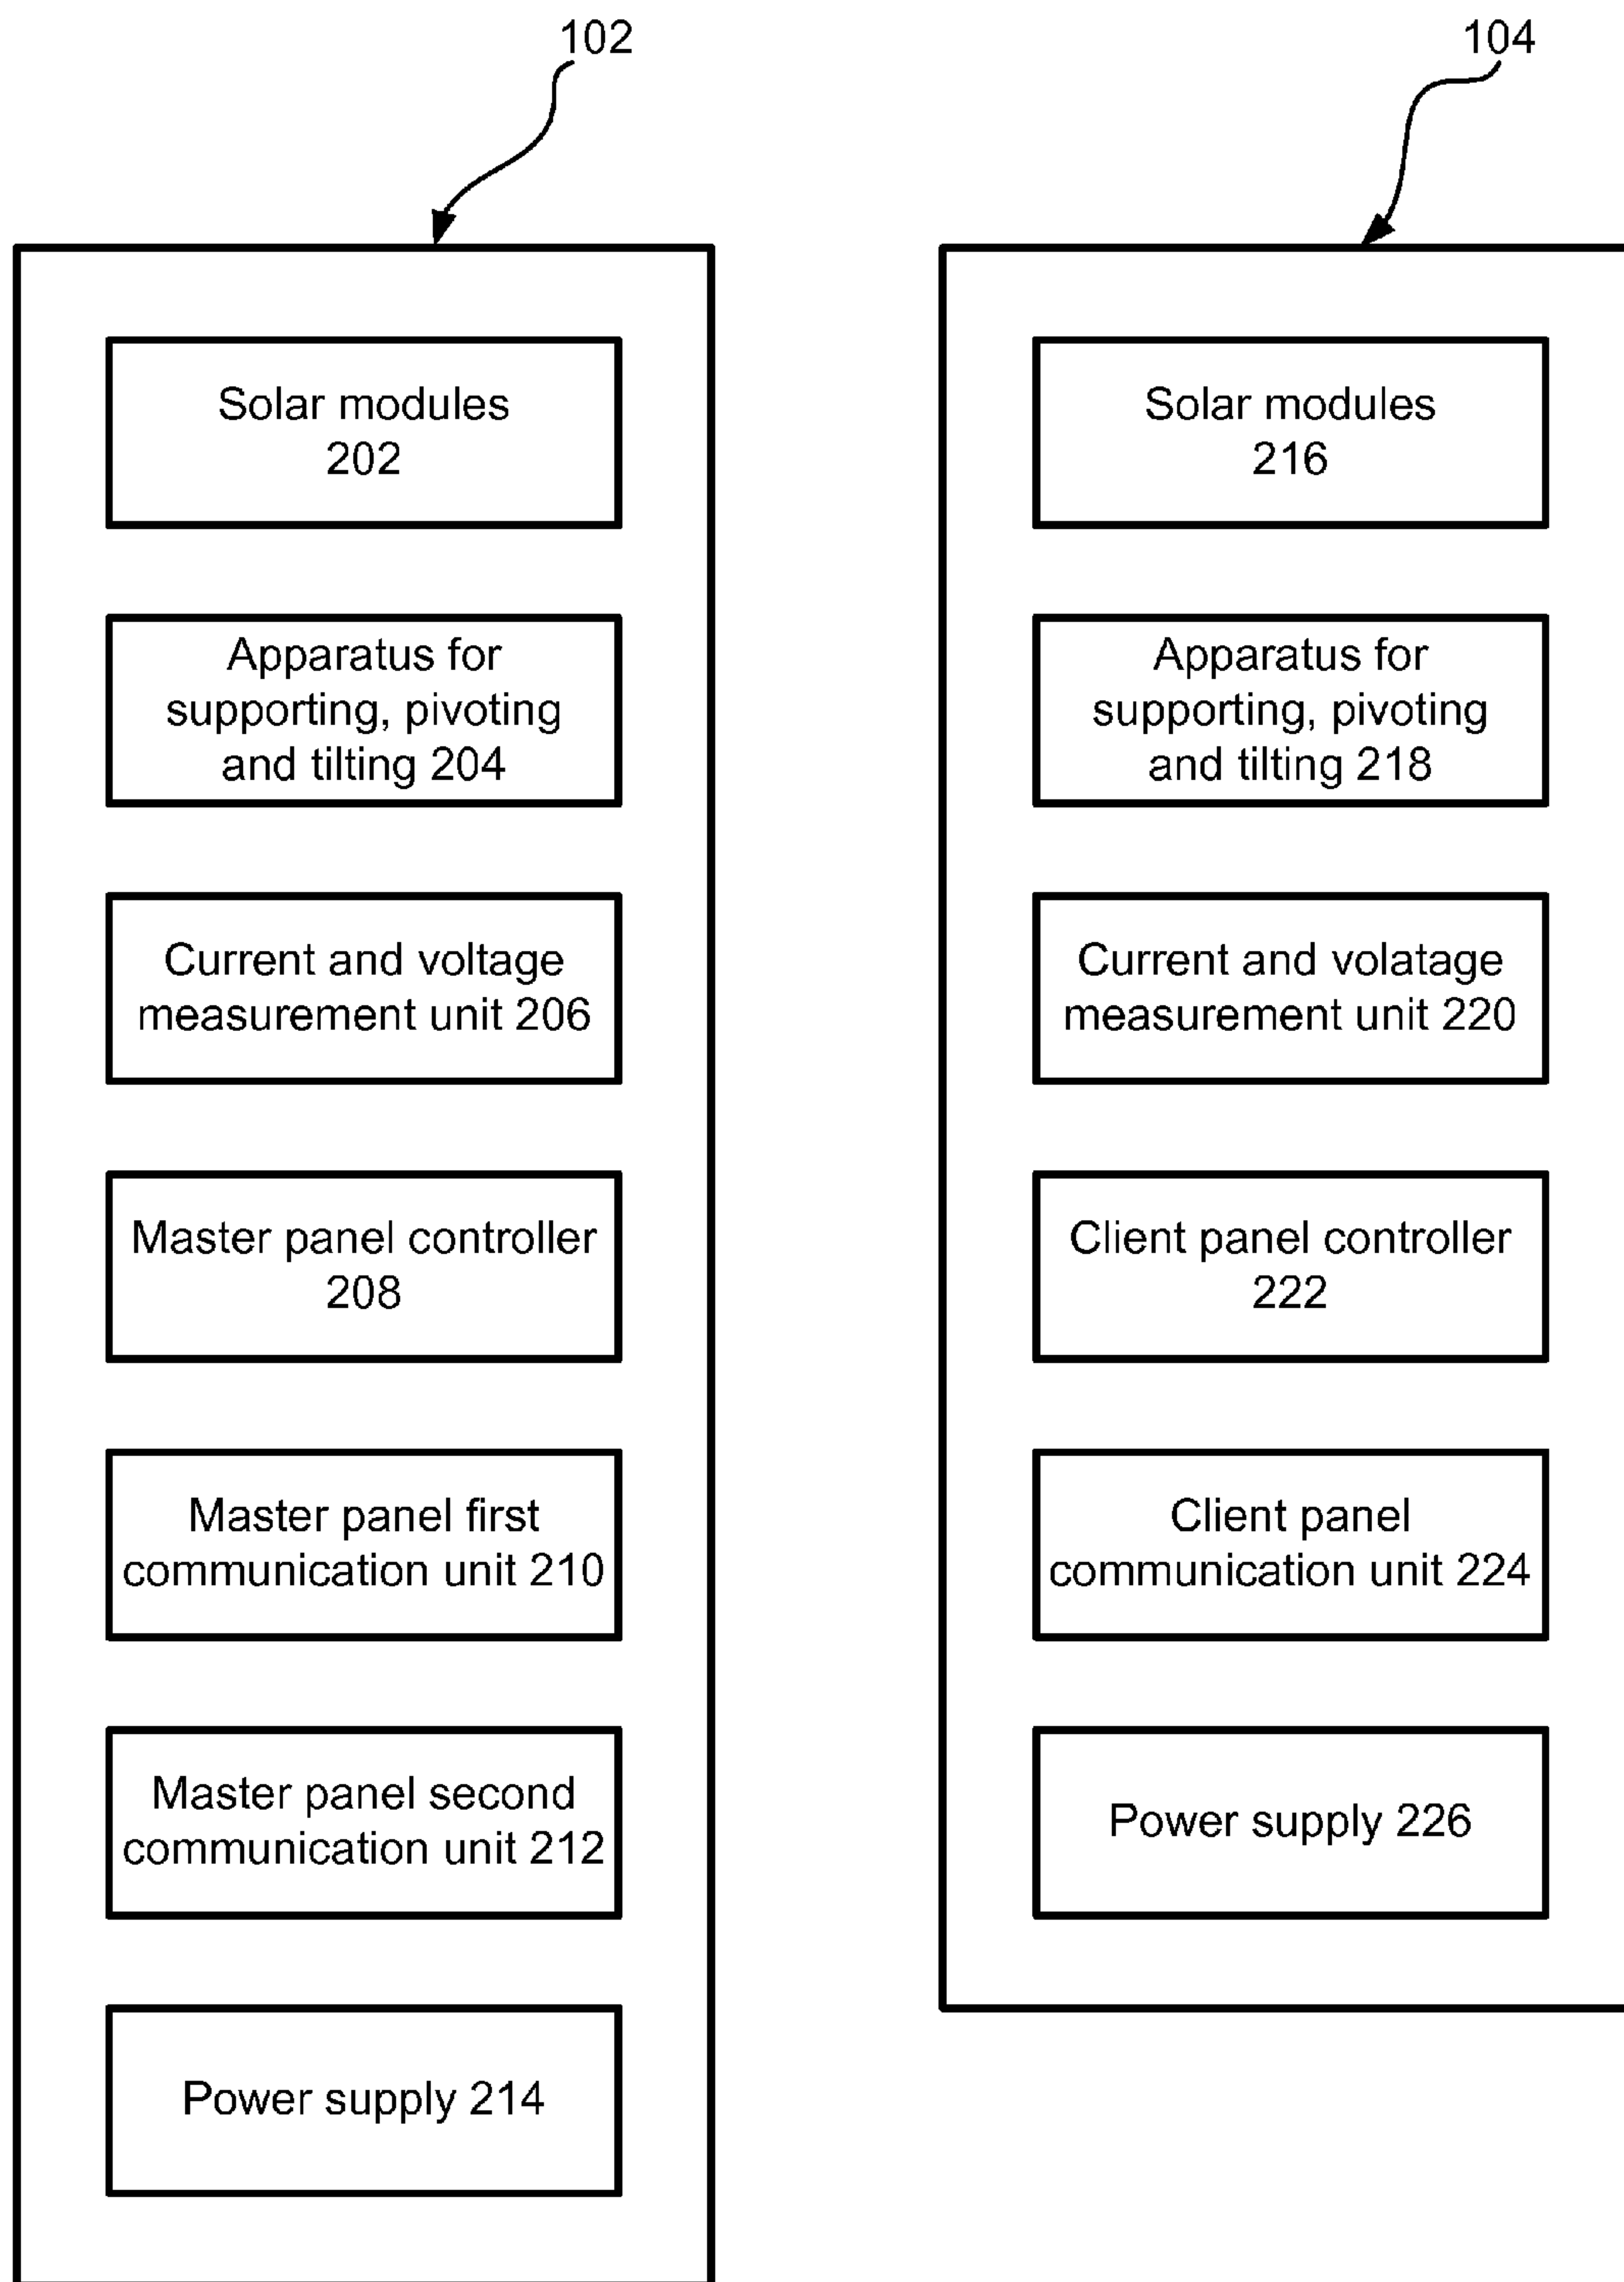 102
Solar modules
202
Apparatus for
supporting, pivoting
and tilting 204
Current and voltage
measurement unit 206
Master panel controller
208
Master panel first
communication unit 210
Master panel second
communication unit 212
Power supply 214
104
Solar modules
216
Apparatus for
supporting, pivoting
and tilting 218
Current and volatage
measurement unit 220
Client panel controller
222
Client panel
communication unit 224
Power supply 226